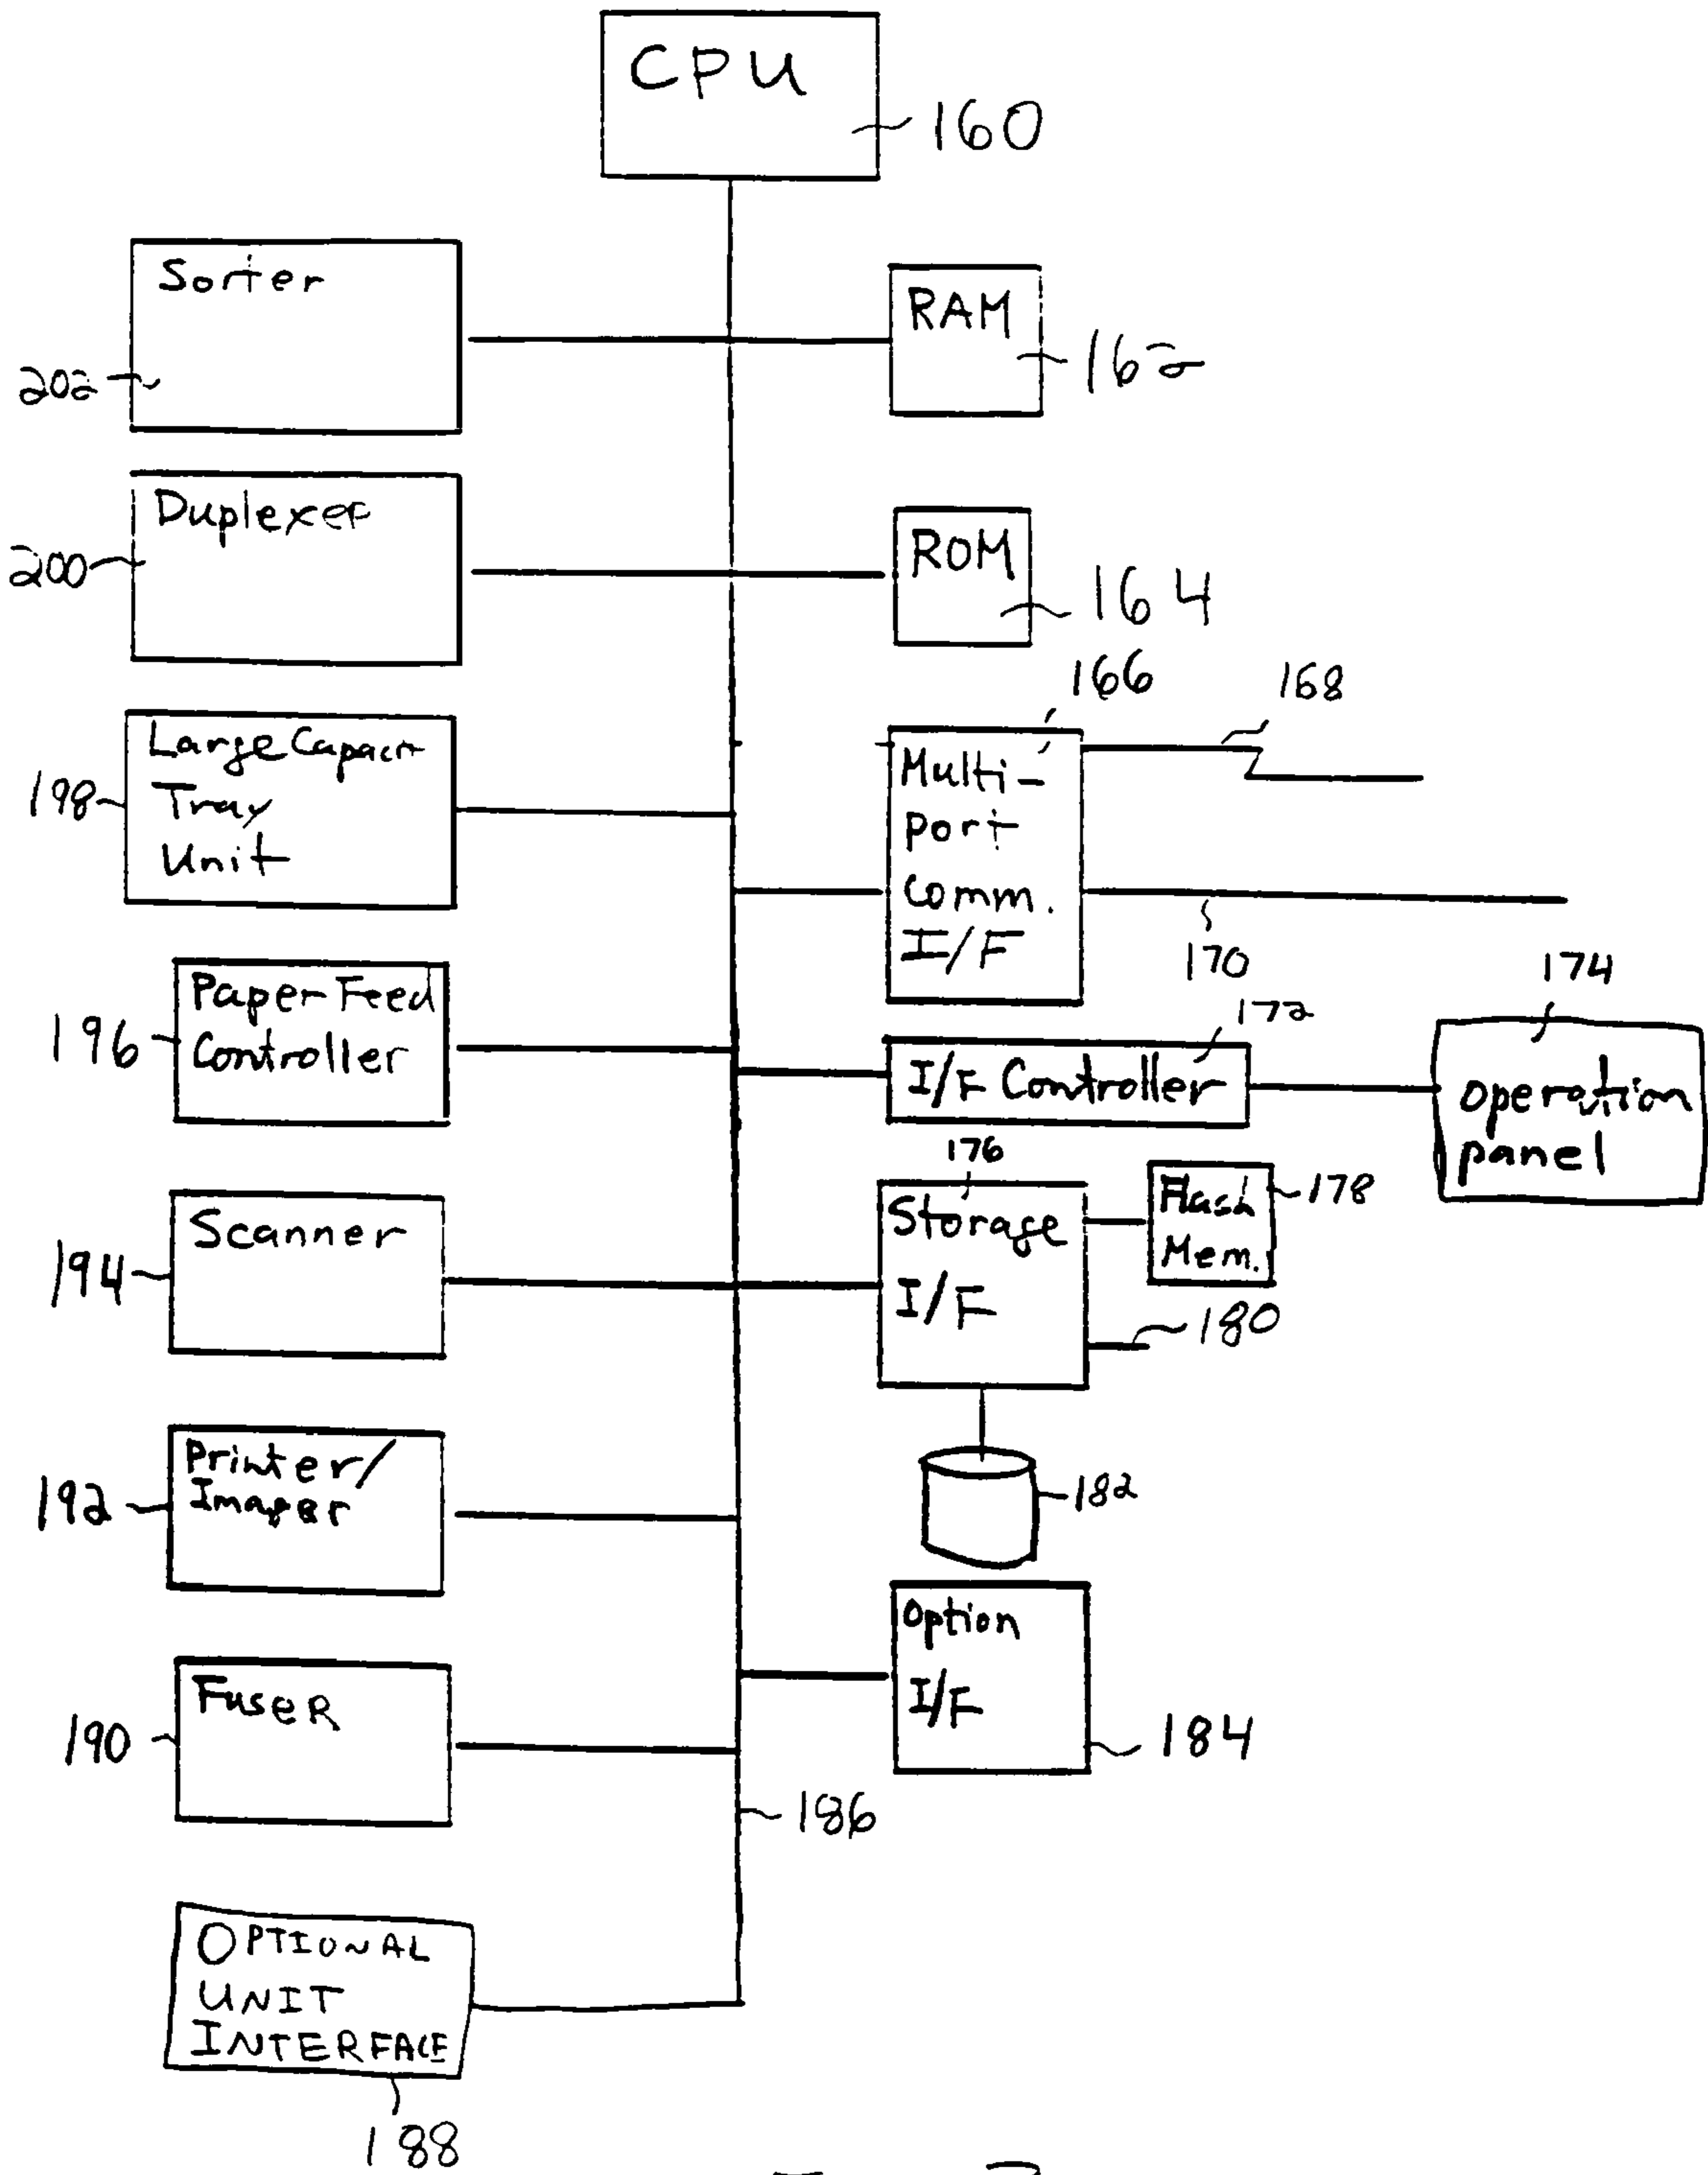 CPU
160
Sorter
202
RAM
162
Duplexer
200
ROM
164
166
168
Large Capacit
Tray
Unit
198
Multi-
Port
Comm.
I/F
170
174
Paper Feed
Controller
196
172
I/F Controller
operation
panel
176
Storage
I/F
Flash
Mem.
178
180
Scanner
194
182
Printer/
Imager
192
Option
I/F
184
Fuser
190
186
OPTIONAL
UNIT
INTERFACE
188